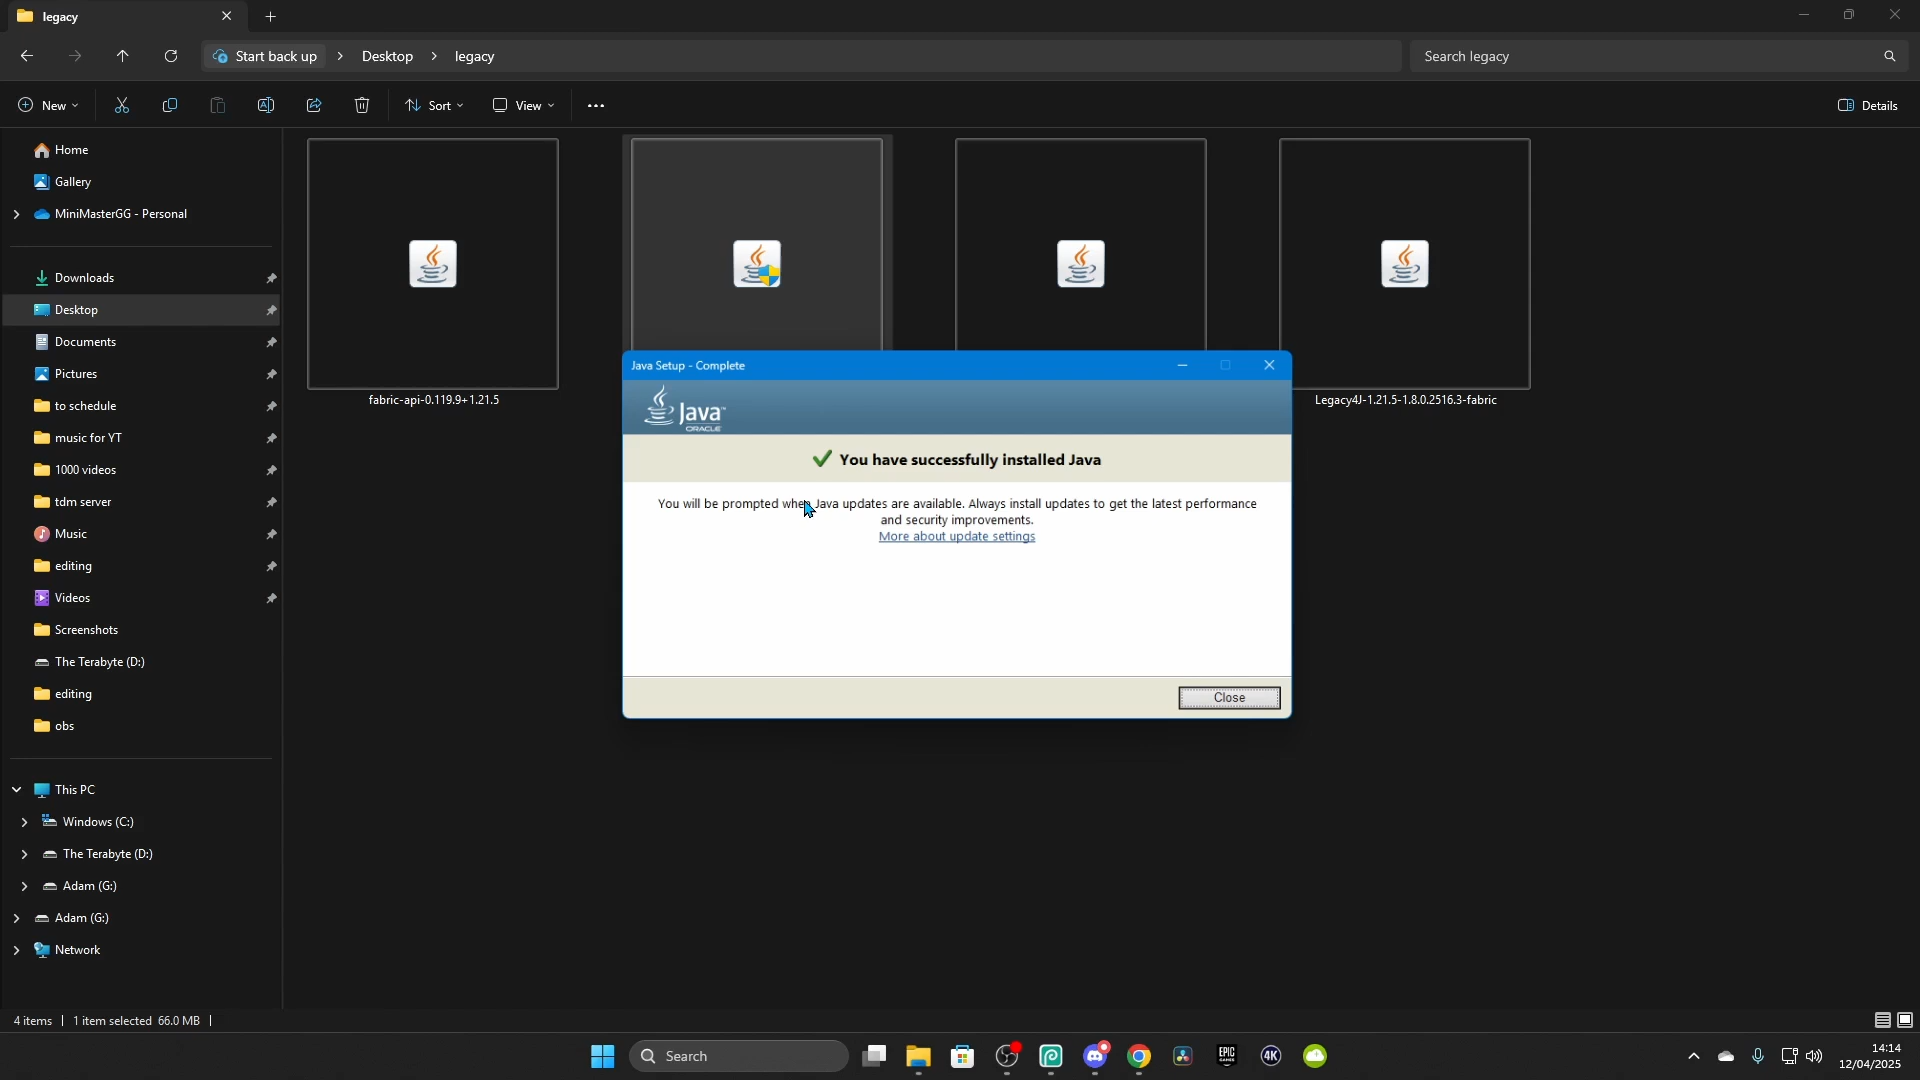 legacy
Start back up
Desktop
legacy
Search legacy
New
Sort
View
Details
Home
Gallery
MiniMasterGG - Personal
Downloads
Desktop
Documents
Pictures
to schedule
music for YT
1000 videos
tdm server
Music
editing
Videos
Screenshots
The Terabyte (D:)
editing
obs
This PC
Windows (C:)
The Terabyte (D:)
Adam (G:)
Adam (G:)
Network
fabric-api-0.119.9+1.21.5
Legacy4J-1.21.5-1.8.0.2516.3-fabric
Java Setup - Complete
Java
ORACLE
You have successfully installed Java
You will be prompted when Java updates are available. Always install updates to get the latest performance
and security improvements.
More about update settings
Close
4 items
1 item selected 66.0 MB
Search
EPIC
GAMES
4K
14:14
12/04/2025